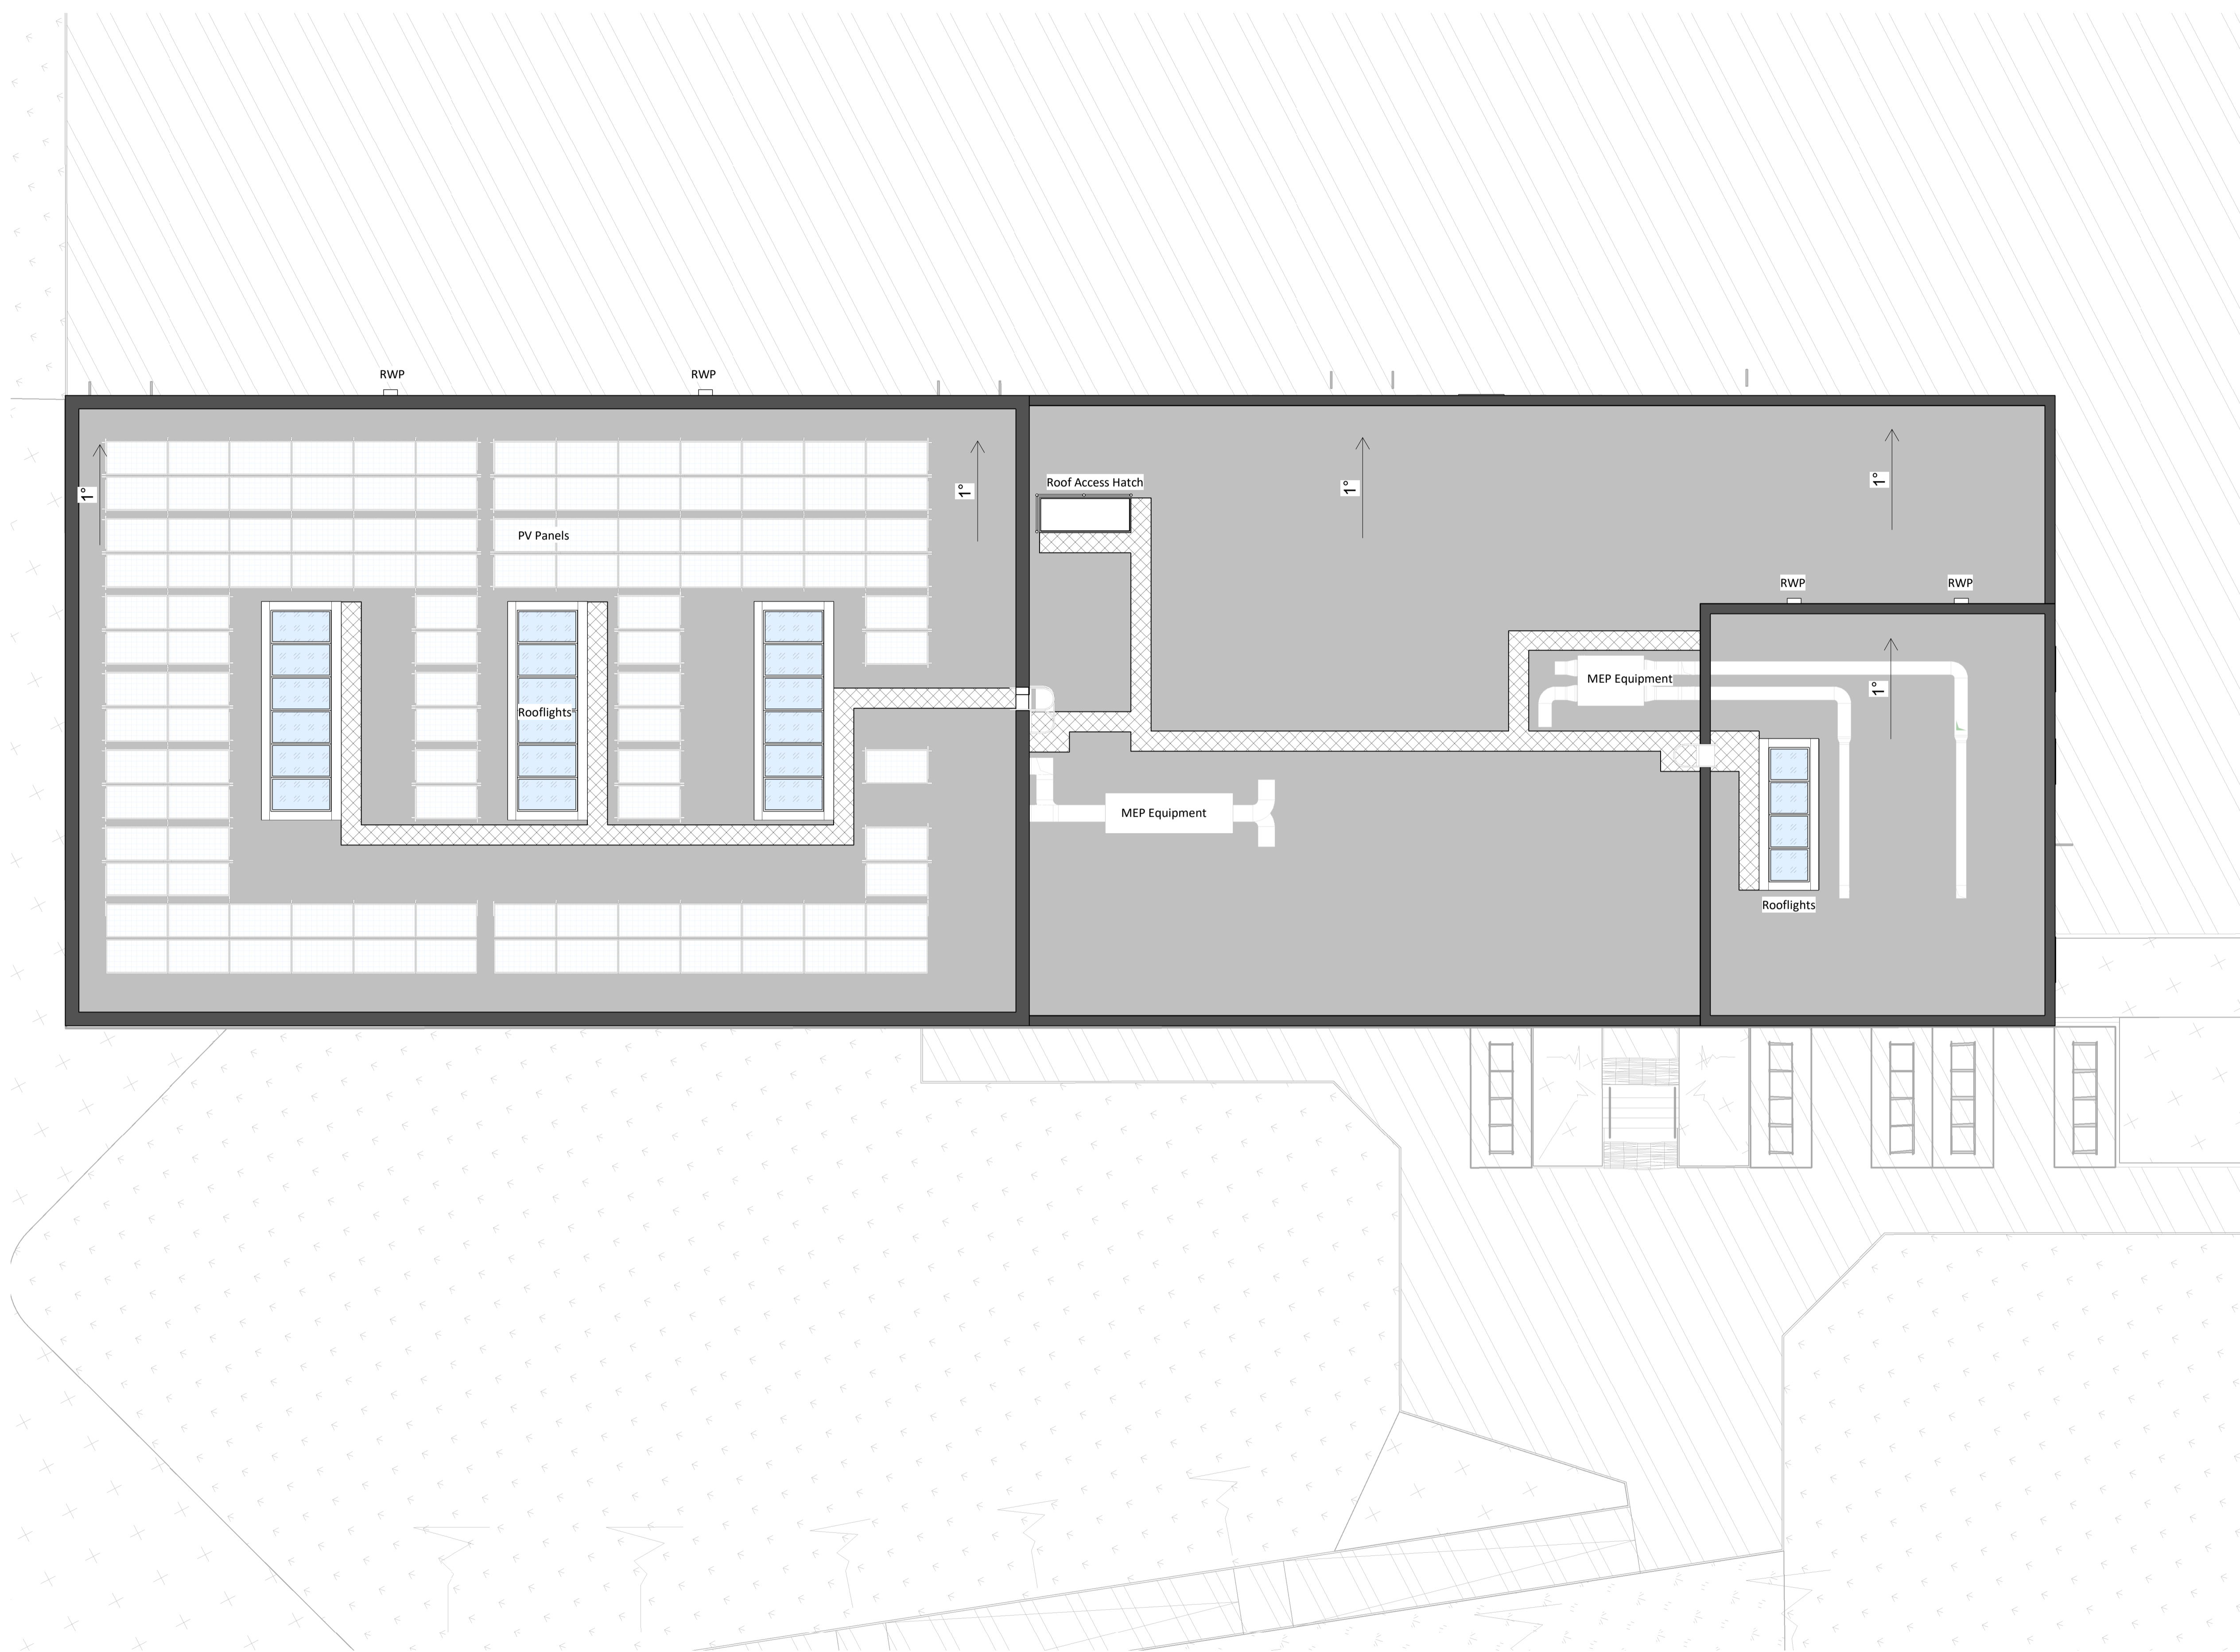 RWP
RWP
Roof Access Hatch
1°
1°
1°
1°
PV Panels
RWP
RWP
MEP Equipment
1°
Rooflights
MEP Equipment
Rooflights